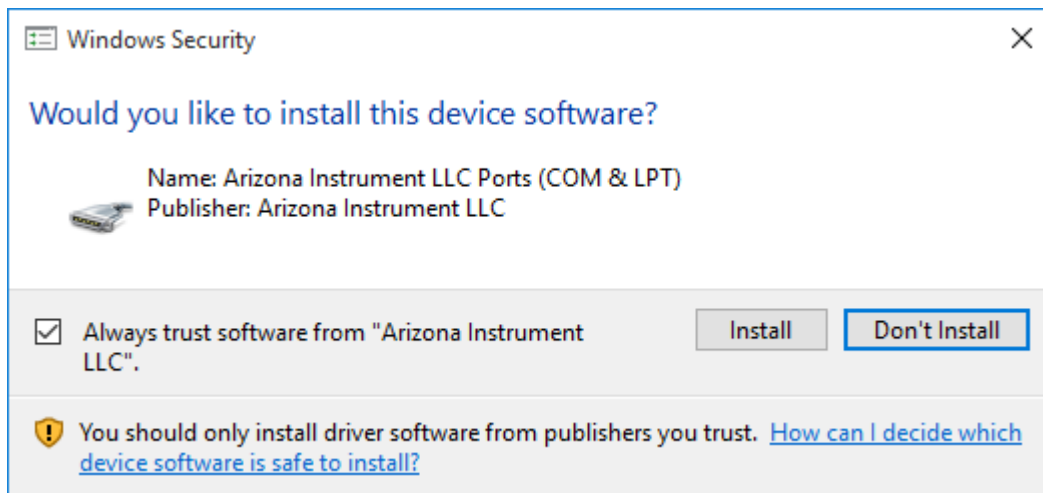 Windows Security
Would you like to install this device software?
Name: Arizona Instrument LLC Ports (COM & LPT)
Publisher: Arizona Instrument LLC
Always trust software from "Arizona Instrument
LLC".
Install
Don't Install
You should only install driver software from publishers you trust. How can I decide which
device software is safe to install?